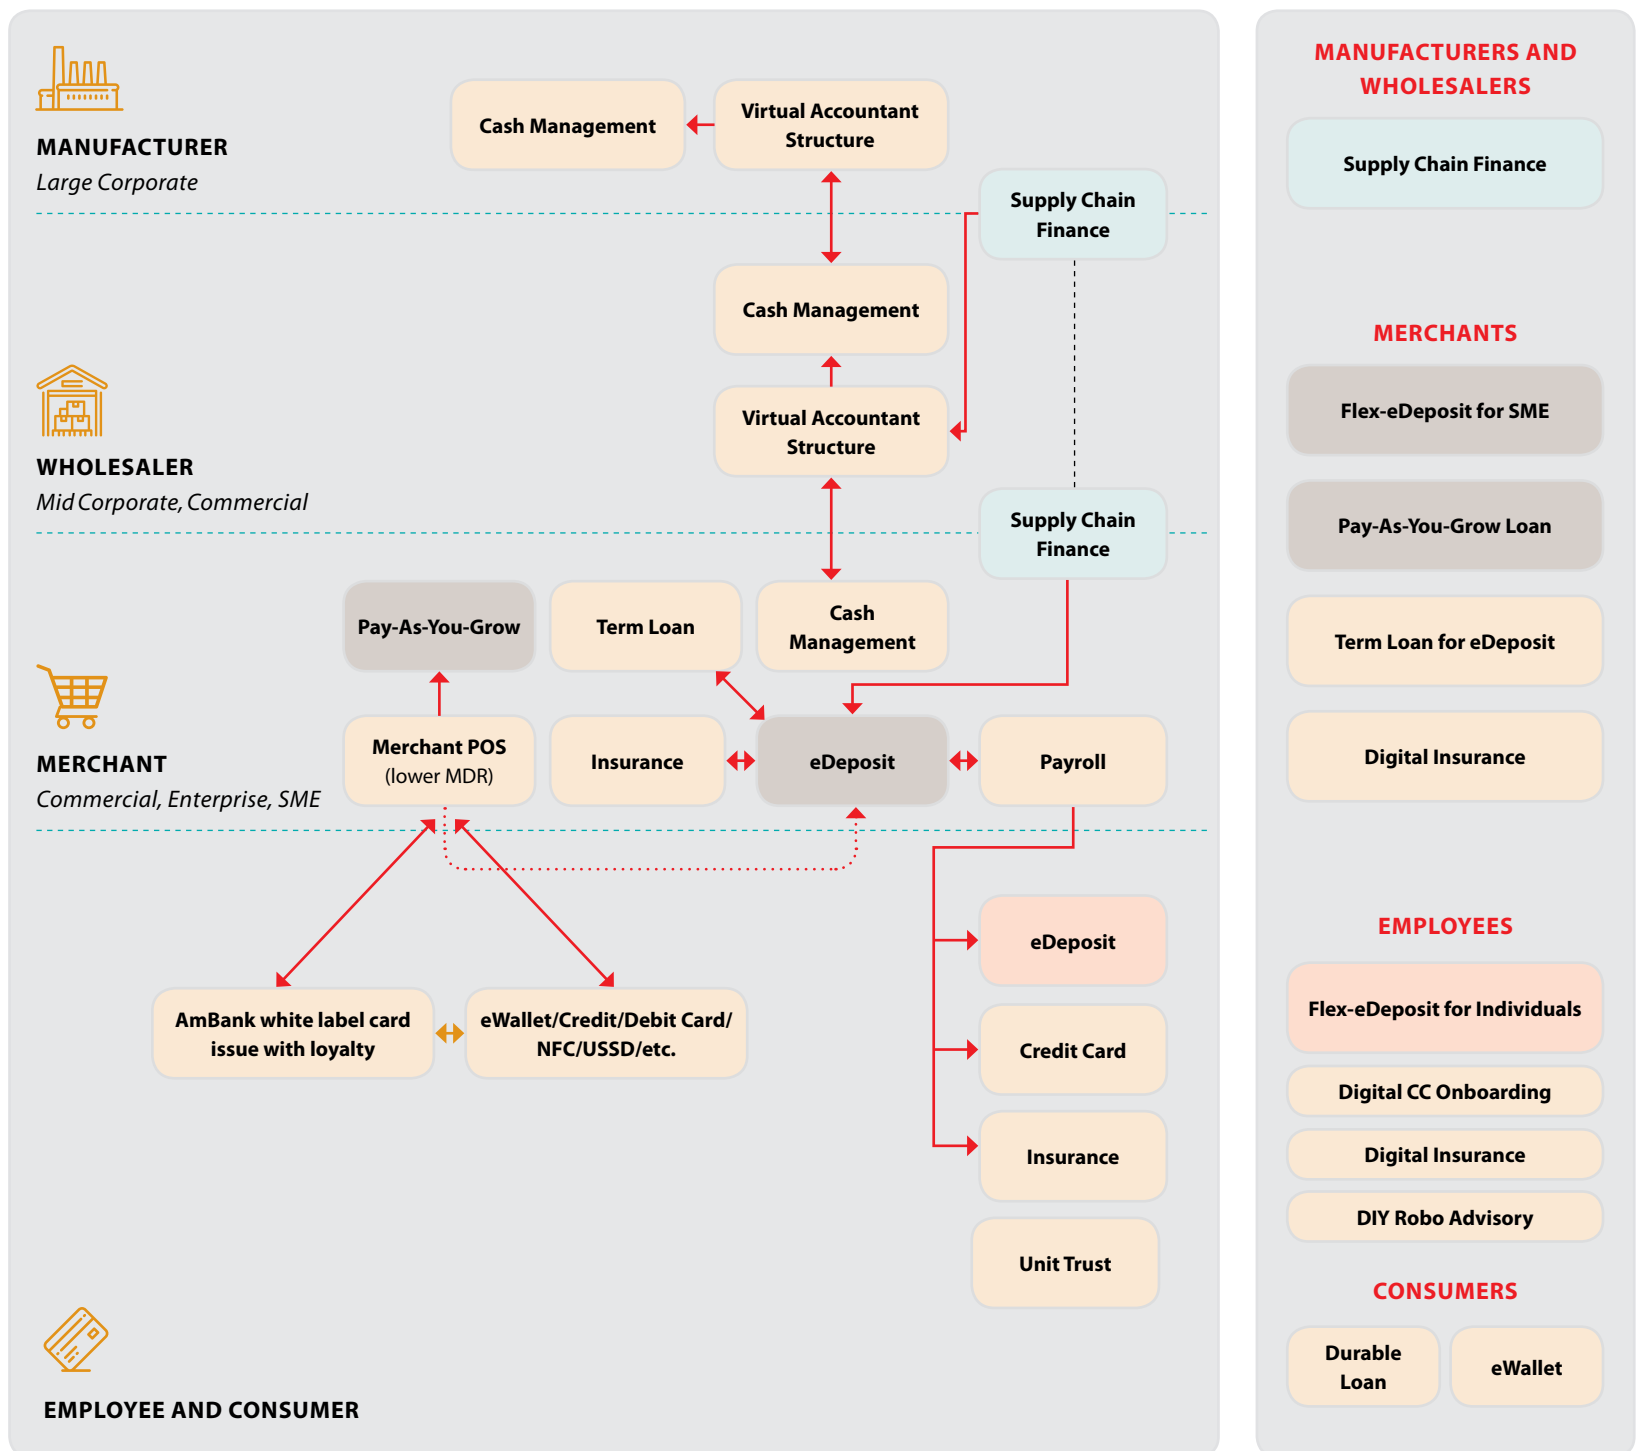 MANUFACTURER
Large Corporate
Cash Management
Virtual Accountant
Structure
Supply Chain
Finance
Cash Management
WHOLESALER
Mid Corporate, Commercial
Virtual Accountant
Structure
Supply Chain
Finance
Pay-As-You-Grow
Term Loan
Cash
Management
MERCHANT
Commercial, Enterprise, SME
Merchant POS
(lower MDR)
Insurance
eDeposit
Payroll
AmBank white label card
issue with loyalty
eWallet/Credit/Debit Card/
NFC/USSD/etc.
eDeposit
Credit Card
Insurance
Unit Trust
EMPLOYEE AND CONSUMER
MANUFACTURERS AND
WHOLESALERS
Supply Chain Finance
MERCHANTS
Flex-eDeposit for SME
Pay-As-You-Grow Loan
Term Loan for eDeposit
Digital Insurance
EMPLOYEES
Flex-eDeposit for Individuals
Digital CC Onboarding
Digital Insurance
DIY Robo Advisory
CONSUMERS
Durable
Loan
eWallet